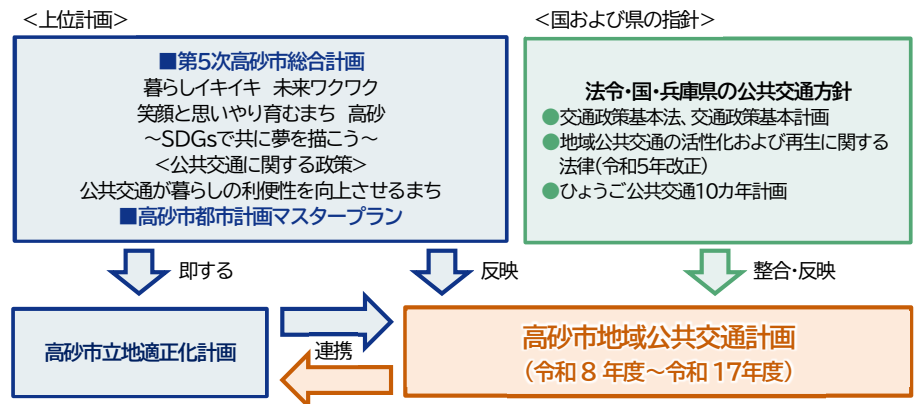 <上位計画>
■第5次高砂市総合計画
暮らしイキイキ 未来ワクワク
笑顔と思いやり育むまち 高砂
～SDGsで共に夢を描こう～
<公共交通に関する政策>
公共交通が暮らしの利便性を向上させるまち
■高砂市都市計画マスタープラン
<国および県の指針>
法令・国・兵庫県の公共交通方針
●交通政策基本法、交通政策基本計画
●地域公共交通の活性化および再生に関する
法律(令和5年改正)
●ひょうご公共交通10カ年計画
即する
反映
整合・反映
高砂市立地適正化計画
連携
高砂市地域公共交通計画
(令和8年度～令和17年度)